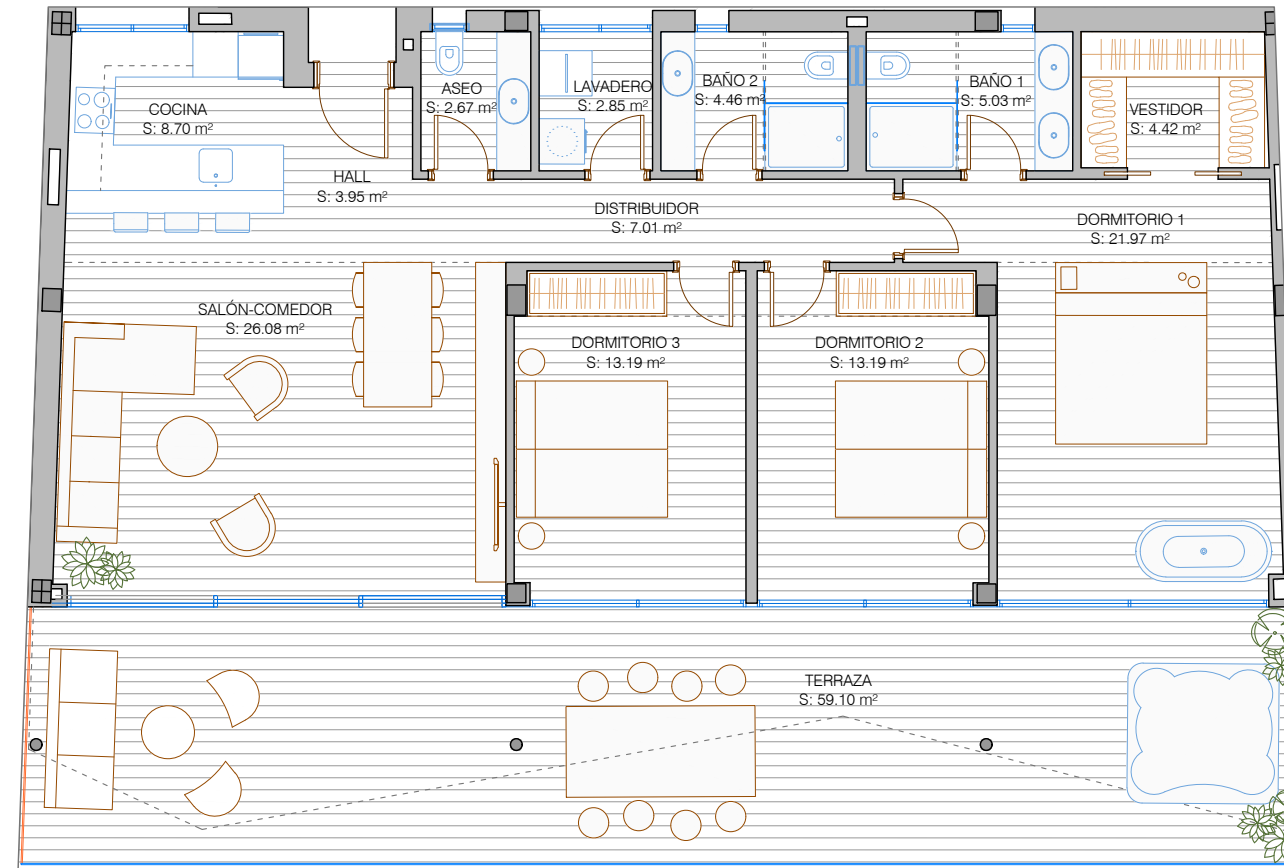 COCINA
S: 8.70 m²
ASEO
S: 2.67 m²
LAVADERO
S: 2.85 m²
BAÑO 2
S: 4.46 m²
BAÑO 1
S: 5.03 m²
VESTIDOR
S: 4.42 m²
HALL
S: 3.95 m²
DISTRIBUIDOR
S: 7.01 m²
DORMITORIO 1
S: 21.97 m²
SALÓN-COMEDOR
S: 26.08 m²
DORMITORIO 3
S: 13.19 m²
DORMITORIO 2
S: 13.19 m²
TERRAZA
S: 59.10 m²